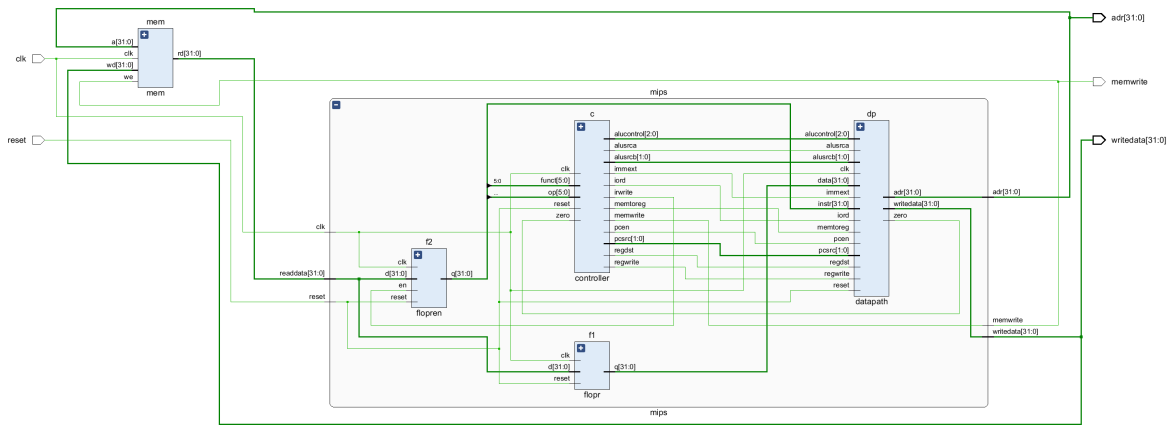 mem
a[31:0]
clk
wd[31:0]
we
rd[31:0]
mem
clk
reset
adr[31:0]
memwrite
writedata[31:0]
mips
clk
readdata[31:0]
reset
f2
clk
d[31:0]
en
reset
q[31:0]
flopren
c
clk
5:0
funct[5:0]
...
op[5:0]
reset
zero
alucontrol[2:0]
alusrca
alusrcb[1:0]
immext
iord
irwrite
memtoreg
memwrite
pcen
pcsrc[1:0]
regdst
regwrite
controller
f1
clk
d[31:0]
reset
q[31:0]
flopr
dp
alucontrol[2:0]
alusrca
alusrcb[1:0]
clk
data[31:0]
immext
instr[31:0]
iord
memtoreg
pcen
pcsrc[1:0]
regdst
regwrite
reset
adr[31:0]
writedata[31:0]
zero
datapath
adr[31:0]
memwrite
writedata[31:0]
mips